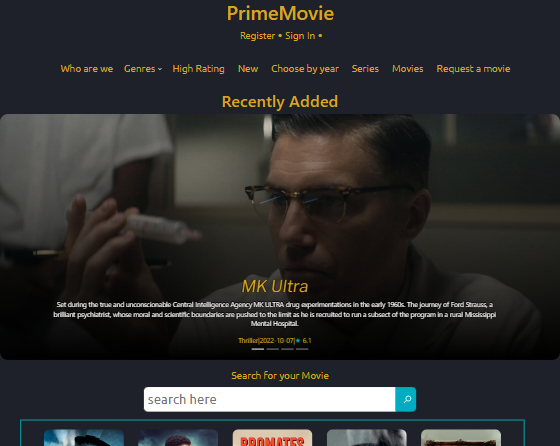 PrimeMovie
Register • Sign In •
Who are we Genres High Rating New Choose by year Series Movies Request a movie
Recently Added
MK Ultra
Set during the true and unconscionable Central Intelligence Agency MK ULTRA drug experimentations in the early 1960s. The journey of Ford Strauss, a
brilliant psychiatrist, whose moral and scientific boundaries are pushed to the limit as he is recruited to run a subsect of the program in a rural Mississippi
Mental Hospital.
Thriller|2022-10-07|★ 6.1
Search for your Movie
search here
BROMATES